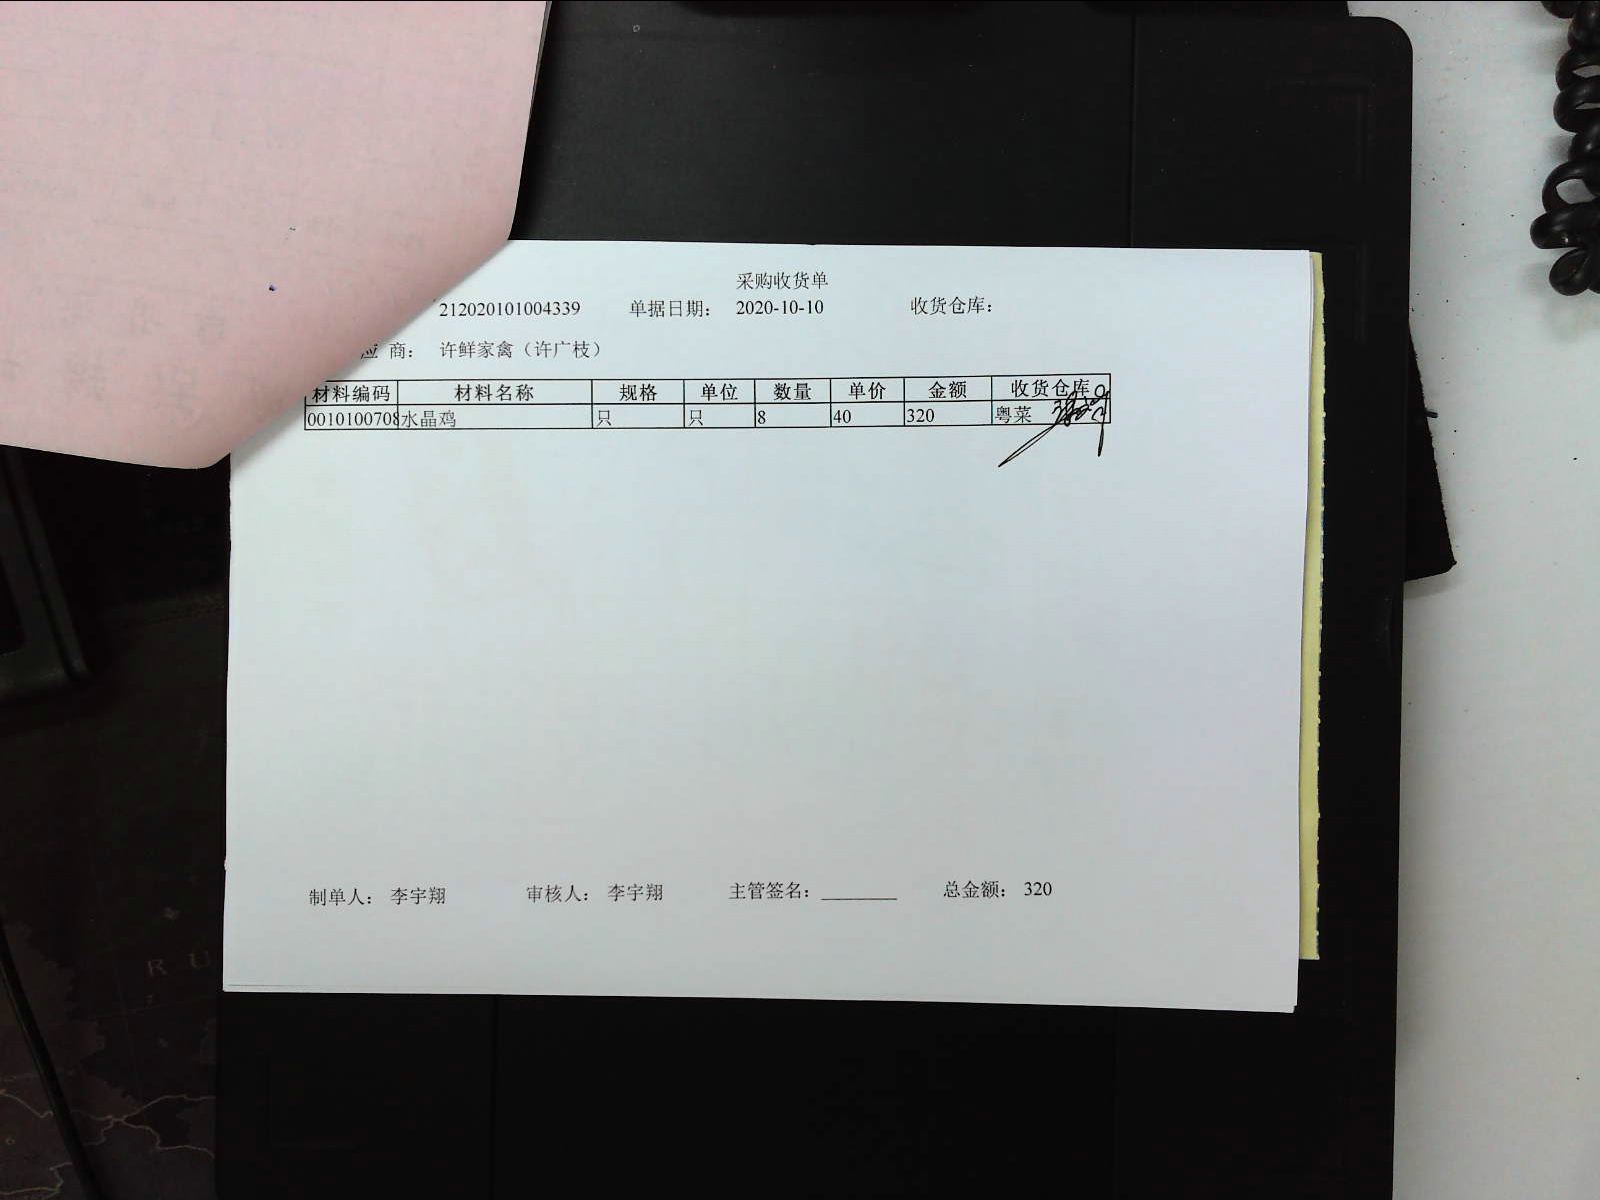 采购收货单
212020101004339 单据日期： 2020-10-10 收货仓库：
应 商： 许鲜家禽（许广枝）
材料编码 材料名称 规格 单位 数量 单价 金额 收货仓库
0010100708 水晶鸡 只 只 8 40 320 粤菜
制单人： 李宇翔 审核人： 李宇翔 主管签名：________ 总金额： 320
R U